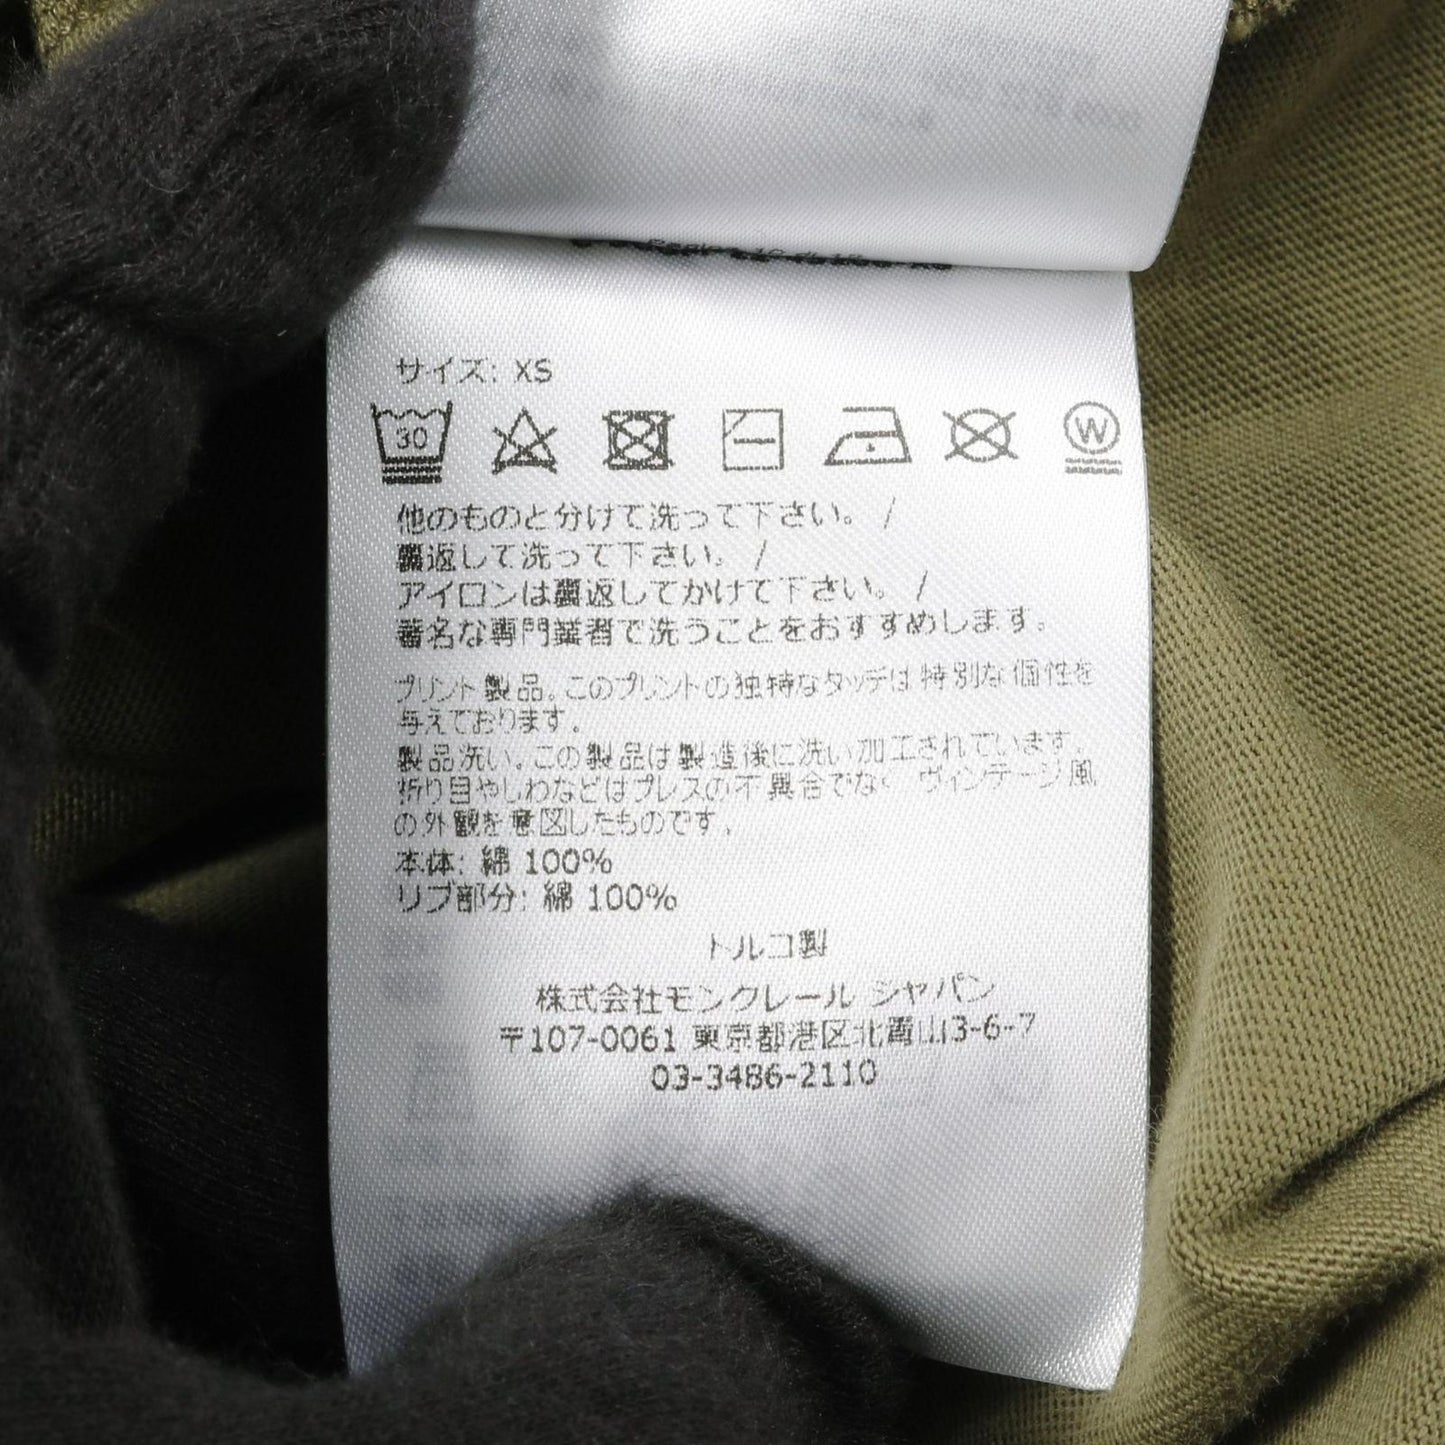 サイズ: XS
30
W
他のものと分けて洗って下さい。 /
裏返して洗って下さい。 /
アイロンは裏返してかけて下さい。 /
著名な専門業者で洗うことをおすすめします。
プリント製品。このプリントの独特なタッチは特別な個性を
与えております。
製品洗い。この製品は製造後に洗い加工されています。
折り目やしわなどはプレスの不具合でなく ヴィンテージ風
の外観を意図したものです。
本体: 綿 100%
リブ部分: 綿 100%
トルコ製
株式会社モンクレール ジャパン
〒107-0061 東京都港区北青山3-6-7
03-3486-2110